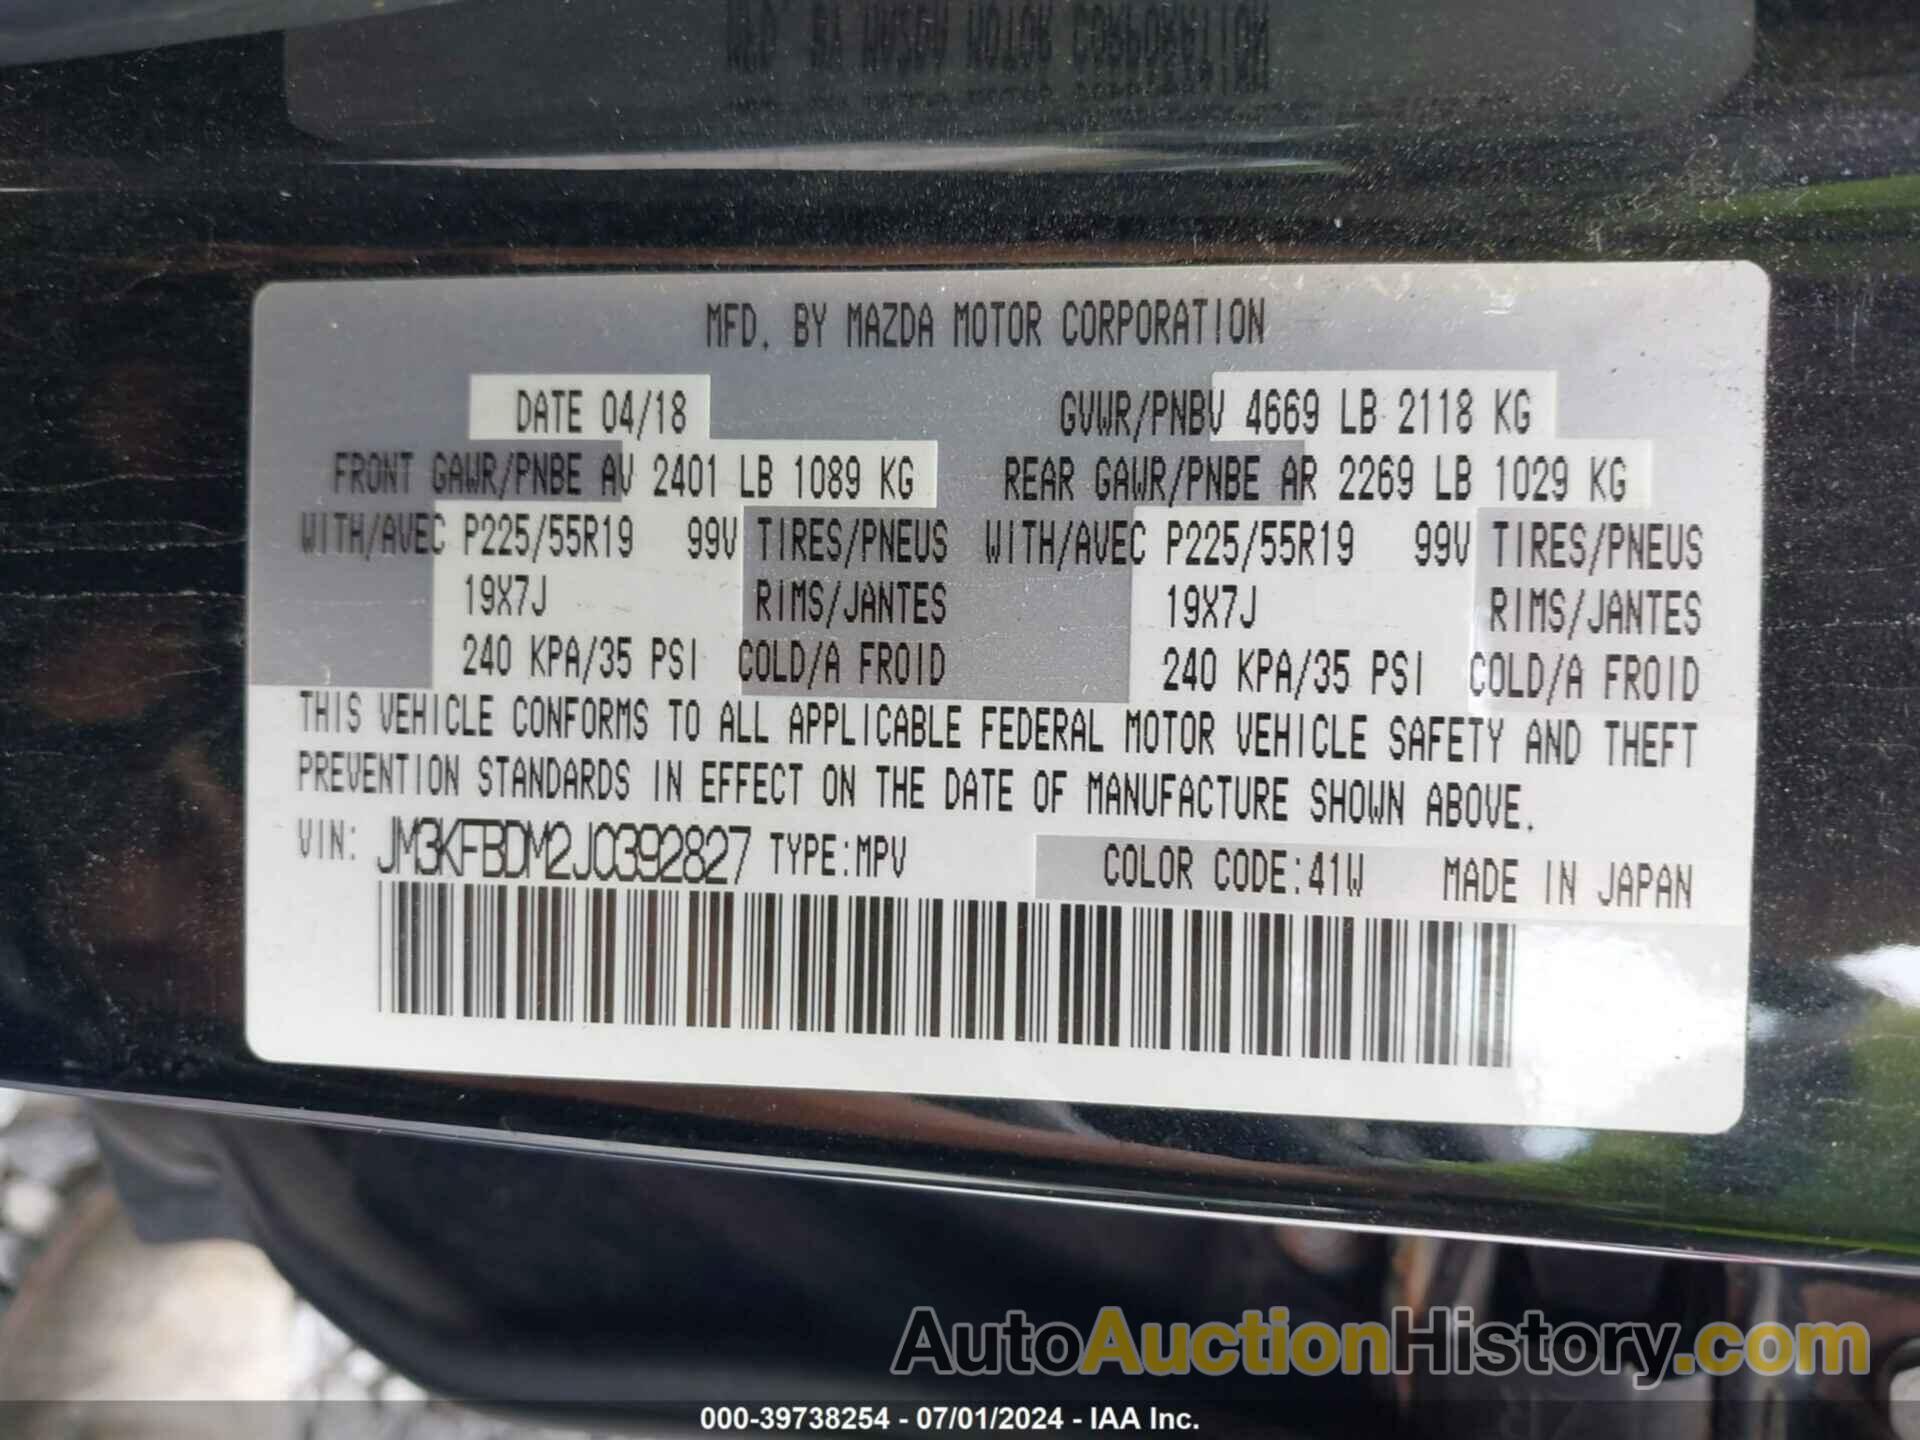 MFD. BY MAZDA MOTOR CORPORATION
DATE 04/18 GVWR/PNBV 4669 LB 2118 KG
FRONT GAWR/PNBE AV 2401 LB 1089 KG REAR GAWR/PNBE AR 2269 LB 1029 KG
WITH/AVEC P225/55R19 99V TIRES/PNEUS WITH/AVEC P225/55R19 99V TIRES/PNEUS
19X7J RIMS/JANTES 19X7J RIMS/JANTES
240 KPA/35 PSI COLD/A FROID 240 KPA/35 PSI COLD/A FROID
THIS VEHICLE CONFORMS TO ALL APPLICABLE FEDERAL MOTOR VEHICLE SAFETY AND THEFT
PREVENTION STANDARDS IN EFFECT ON THE DATE OF MANUFACTURE SHOWN ABOVE.
VIN: JM3KFBDM2J0392827 TYPE:MPV COLOR CODE:41W MADE IN JAPAN
AutoAuctionHistory.com
000-39738254 - 07/01/2024 - IAA Inc.